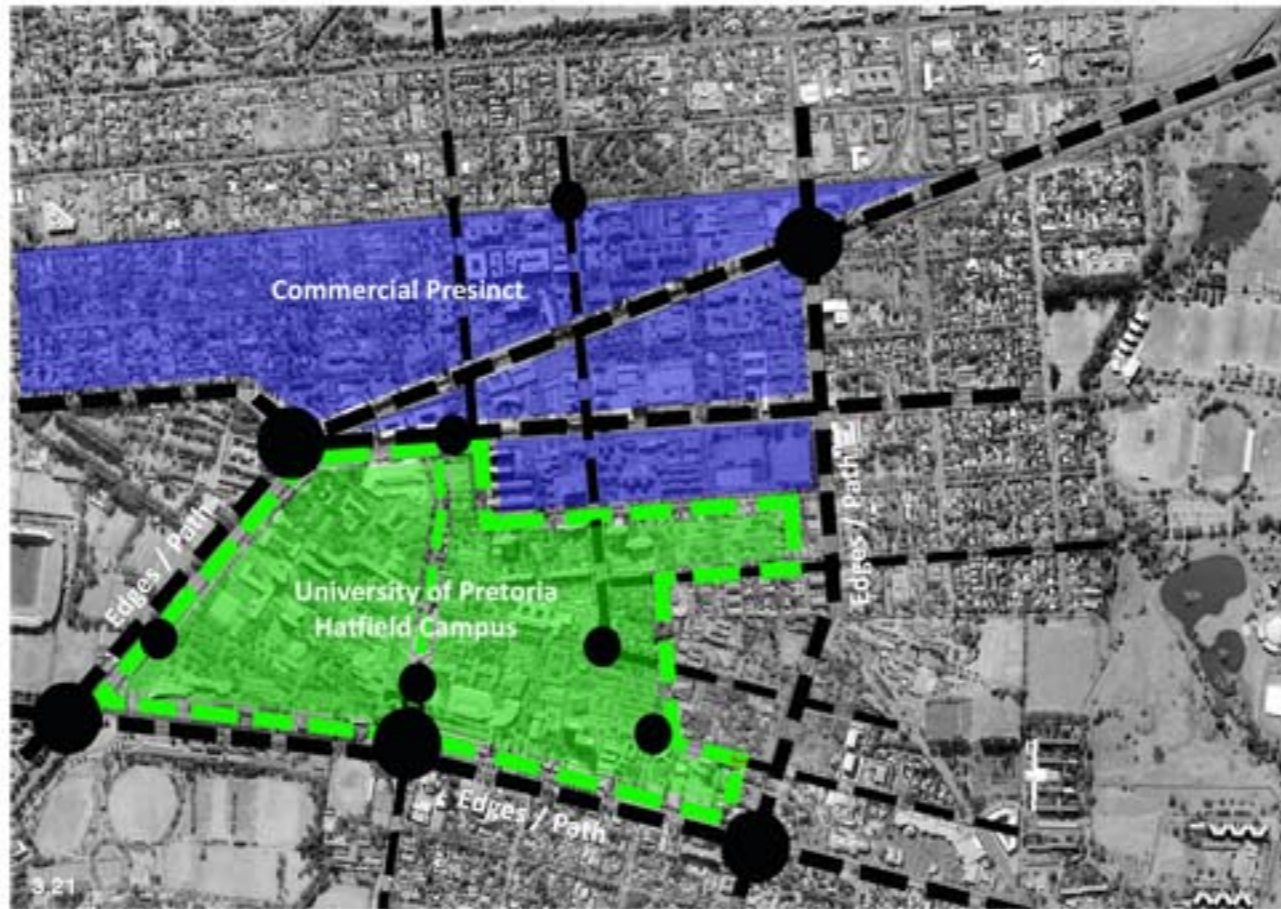 Commercial Presinct
Edges / Path
Edges / Path
University of Pretoria
Hatfield Campus
Edges / Path
3.21